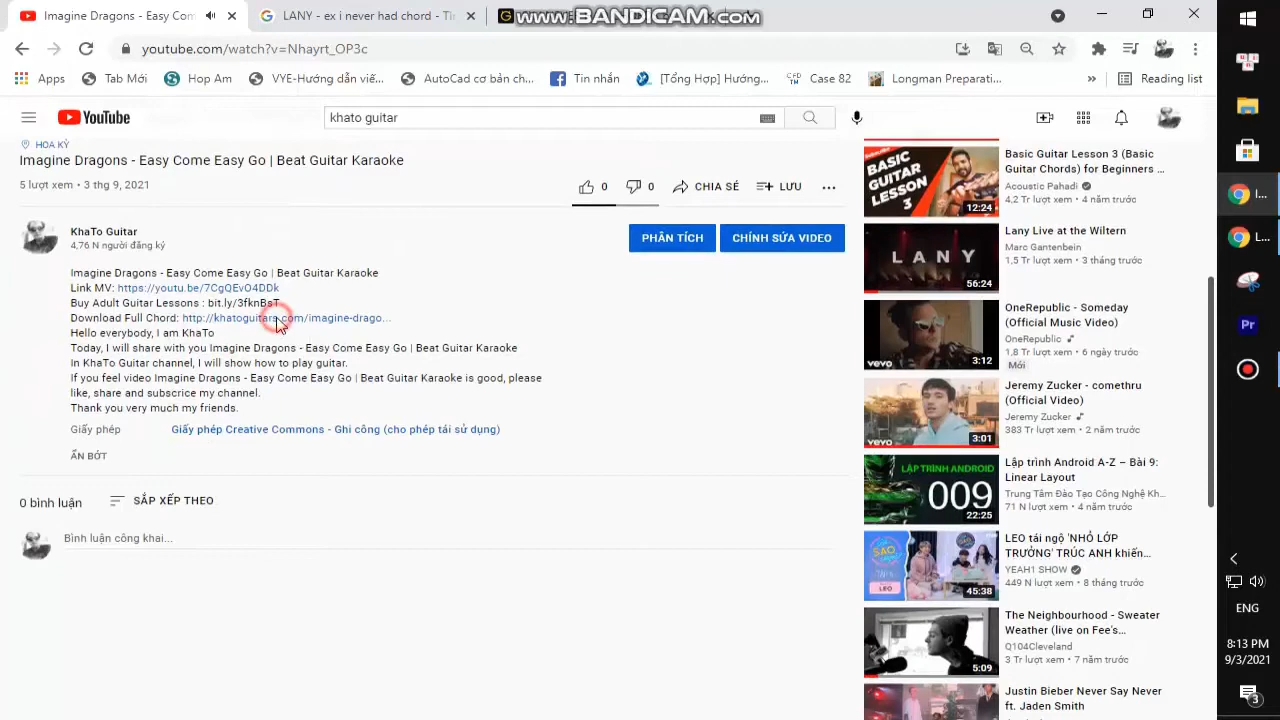 Imagine Dragons - Easy Com
LANY - ex i never had chord - Th
www.BANDICAM.com
youtube.com/watch?v=Nhayrt_OP3c
Apps
Tab Mới
Hop Am
VYE-Hướng dẫn viế...
AutoCad cơ bản ch...
Tin nhắn
[Tổng Hợp] Hướng...
Case 82
Longman Preparati...
»
Reading list
YouTube
khato guitar
HOA KỲ
Imagine Dragons - Easy Come Easy Go | Beat Guitar Karaoke
5 lượt xem • 3 thg 9, 2021
0
0
CHIA SẺ
LƯU
KhaTo Guitar
4,76 N người đăng ký
PHÂN TÍCH
CHỈNH SỬA VIDEO
Imagine Dragons - Easy Come Easy Go | Beat Guitar Karaoke
Link MV: https://youtu.be/7CgQEvO4DDk
Buy Adult Guitar Lessons : bit.ly/3fknBsT
Download Full Chord: http://khatoguitars.com/imagine-drago...
Hello everybody, I am KhaTo
Today, I will share with you Imagine Dragons - Easy Come Easy Go | Beat Guitar Karaoke
In KhaTo Guitar channel, I will show how to play guitar.
If you feel video Imagine Dragons - Easy Come Easy Go | Beat Guitar Karaoke is good, please
like, share and subscrice my channel.
Thank you very much my friends.
Giấy phép
Giấy phép Creative Commons - Ghi công (cho phép tái sử dụng)
ẨN BỚT
0 bình luận
SẮP XẾP THEO
Bình luận công khai...
BASIC
GUITAR
LESSON
3
12:24
Basic Guitar Lesson 3 (Basic
Guitar Chords) for Beginners ...
Acoustic Pahadi
4,2 Tr lượt xem • 4 năm trước
LANY
56:24
Lany Live at the Wiltern
Marc Gantenbein
1,5 Tr lượt xem • 3 tháng trước
vevo
3:12
OneRepublic - Someday
(Official Music Video)
OneRepublic
1,8 Tr lượt xem • 6 ngày trước
Mới
vevo
3:01
Jeremy Zucker - comethru
(Official Video)
Jeremy Zucker
383 Tr lượt xem • 2 năm trước
LẬP TRÌNH ANDROID
009
22:25
Lập trình Android A-Z – Bài 9:
Linear Layout
Trung Tâm Đào Tạo Công Nghệ Kh...
71 N lượt xem • 4 năm trước
SAO
LEO
45:38
LEO tái ngộ 'NHỎ LỚP
TRƯỞNG' TRÚC ANH khiến...
YEAH1 SHOW
449 N lượt xem • 8 tháng trước
5:09
The Neighbourhood - Sweater
Weather (live on Fee's...
Q104Cleveland
3 Tr lượt xem • 7 năm trước
Justin Bieber Never Say Never
ft. Jaden Smith
I...
L...
Pr
ENG
8:13 PM
9/3/2021
3